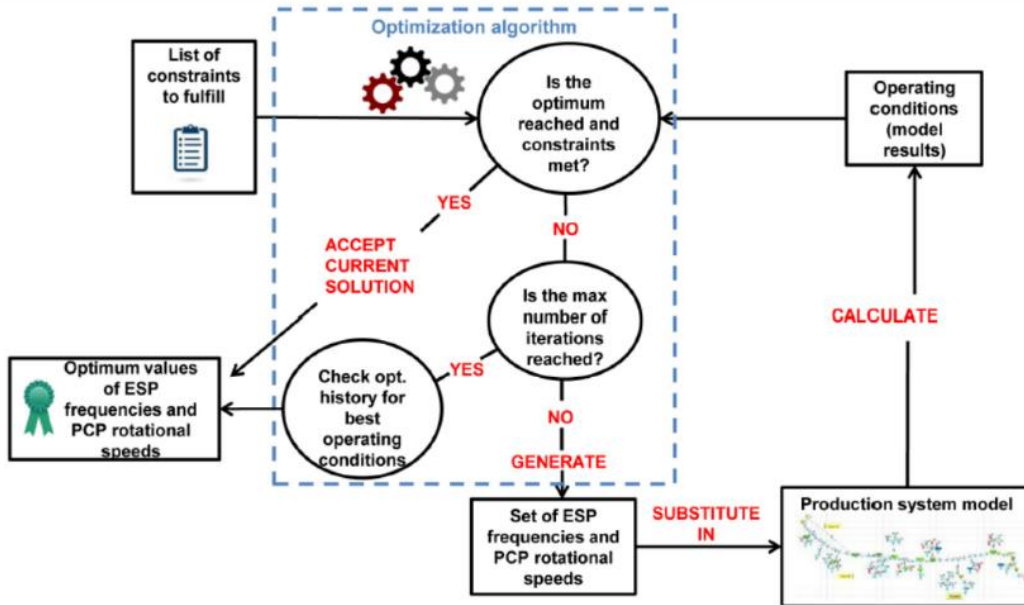 Optimization algorithm
List of
constraints
to fulfill
Is the
optimum
reached and
constraints
met?
Operating
conditions
(model
results)
YES
NO
ACCEPT
CURRENT
SOLUTION
Is the max
number of
iterations
reached?
CALCULATE
Optimum values
of ESP
frequencies and
PCP rotational
speeds
Check opt.
history for
best
operating
conditions
YES
NO
GENERATE
Set of ESP
frequencies and
PCP rotational
speeds
SUBSTITUTE
IN
Production system model